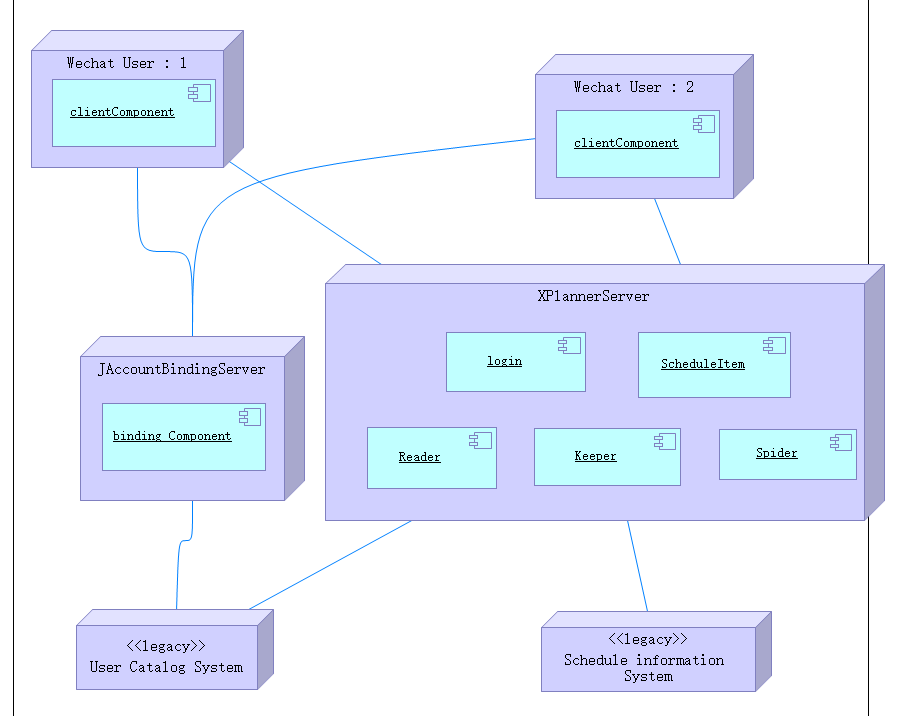 Wechat User : 1
clientComponent
Wechat User : 2
clientComponent
XPlannerServer
login
ScheduleItem
JAccountBindingServer
binding Component
Reader
Keeper
Spider
<<legacy>>
User Catalog System
<<legacy>>
Schedule information
System